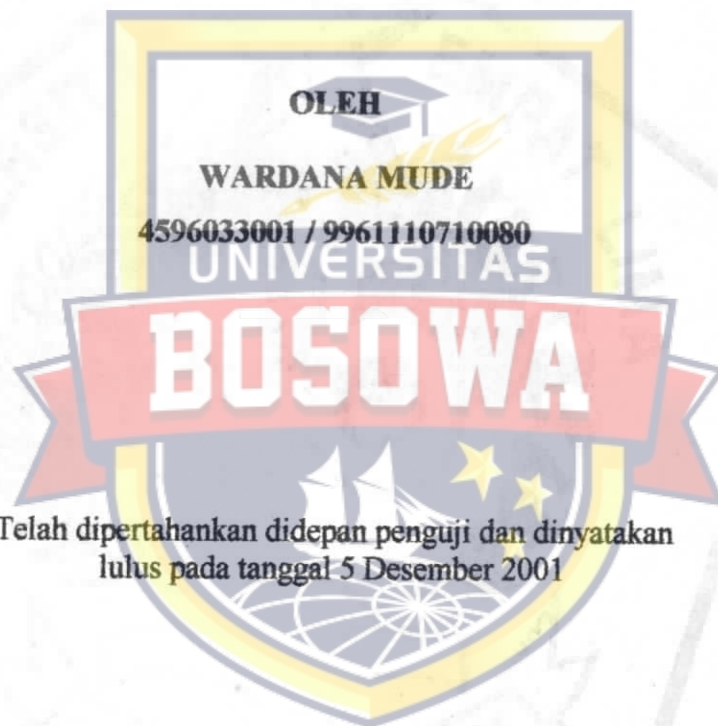 OLEH
WARDANA MUDE
4596033001 / 9961110710080
UNIVERSITAS
BOSOWA
Telah dipertahankan didepan penguji dan dinyatakan
lulus pada tanggal 5 Desember 2001